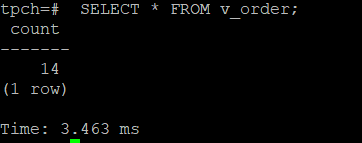 tpch=#  SELECT * FROM v_order;
 count
-------
    14
(1 row)

Time: 3.463 ms